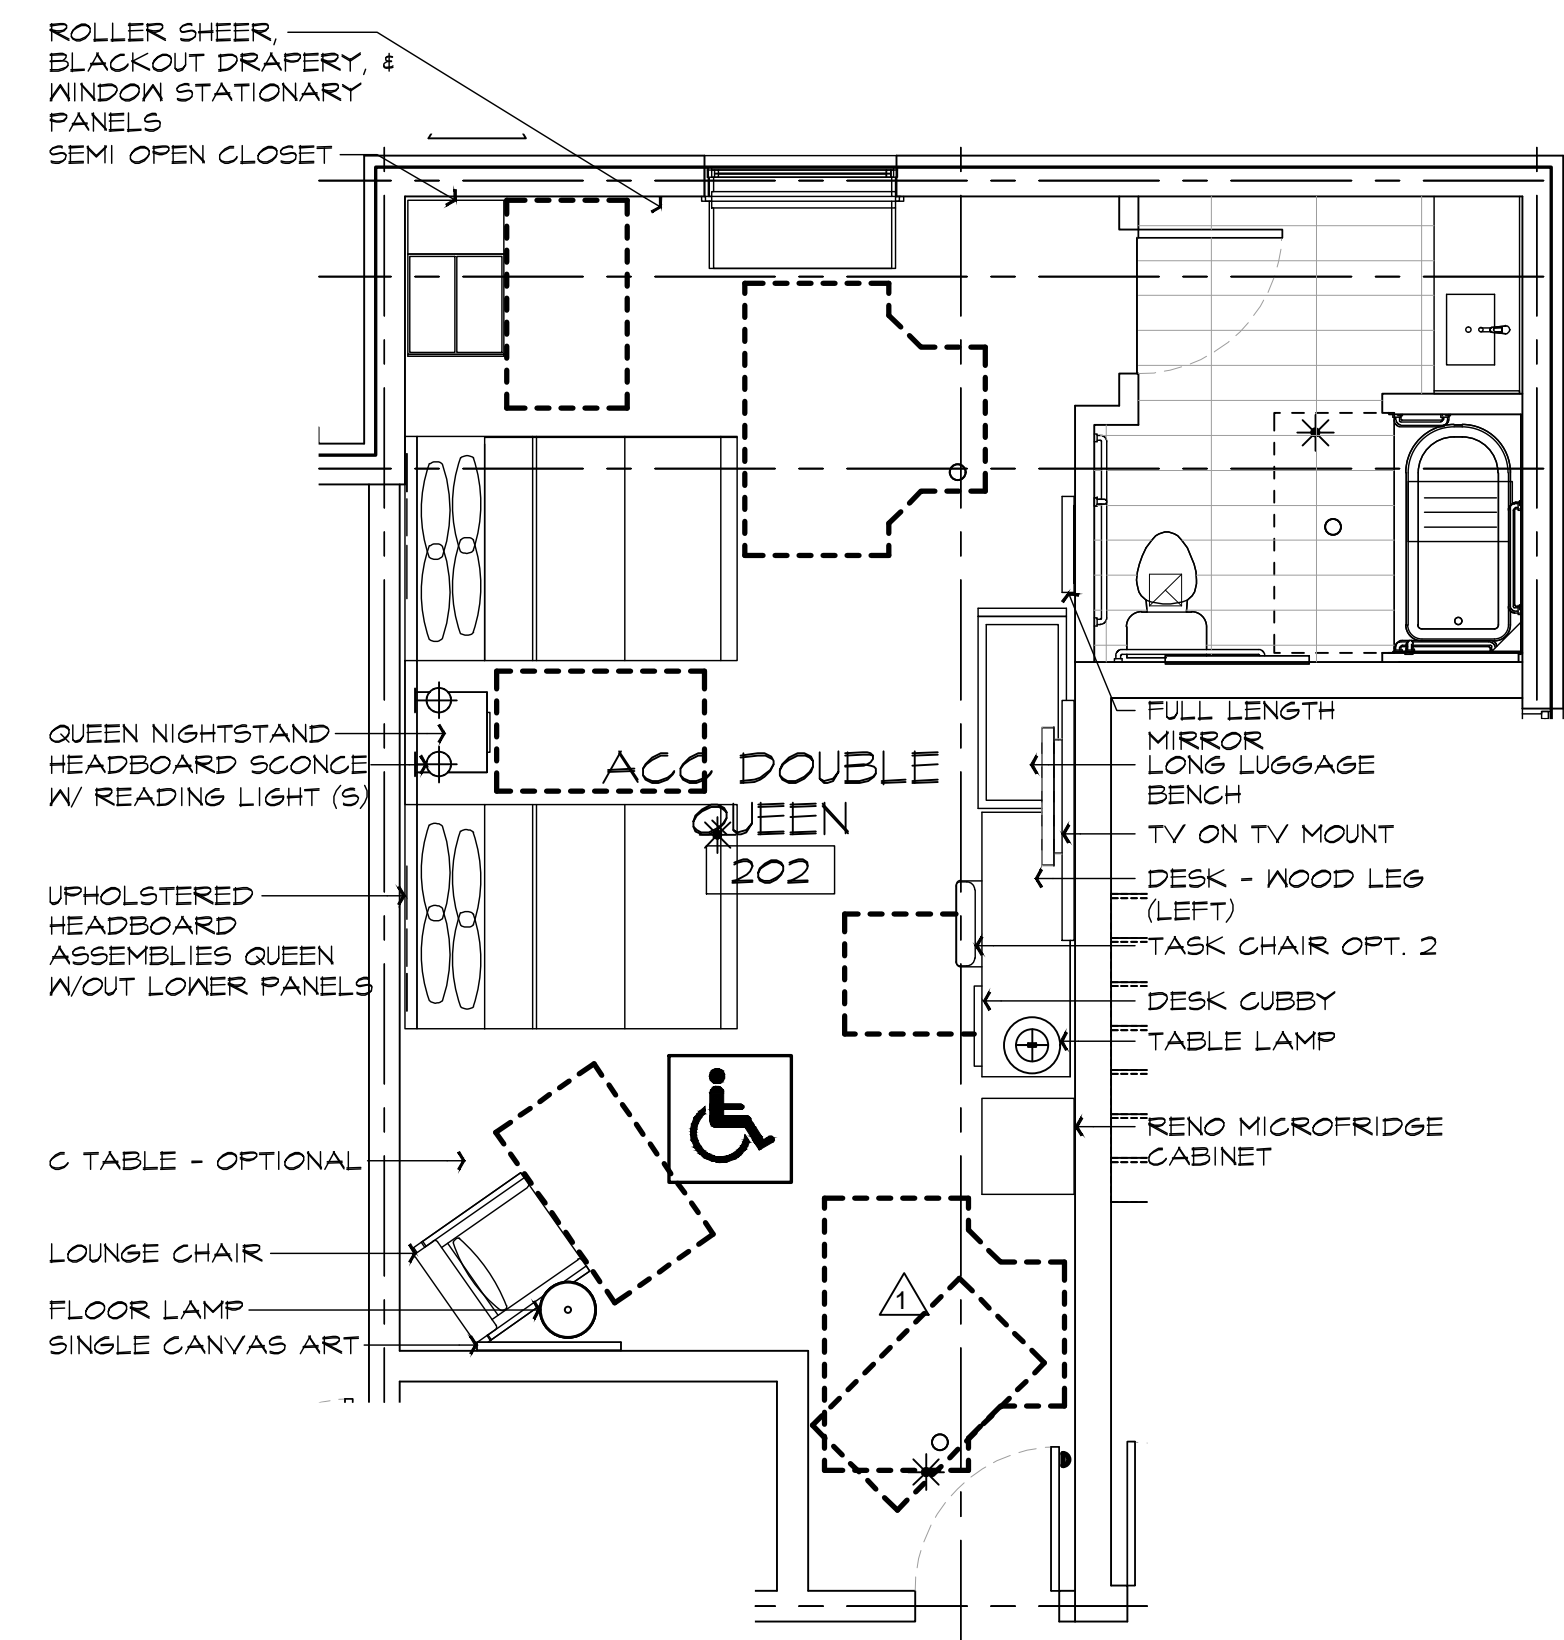 ROLLER SHEER,
BLACKOUT DRAPERY, &
WINDOW STATIONARY
PANELS
SEMI OPEN CLOSET
QUEEN NIGHTSTAND
HEADBOARD SCONCE
W/ READING LIGHT (S)
UPHOLSTERED
HEADBOARD
ASSEMBLIES QUEEN
W/OUT LOWER PANELS
C TABLE - OPTIONAL
LOUNGE CHAIR
FLOOR LAMP
SINGLE CANVAS ART
ACC DOUBLE
QUEEN
202
1
FULL LENGTH
MIRROR
LONG LUGGAGE
BENCH
TV ON TV MOUNT
DESK - WOOD LEG
(LEFT)
TASK CHAIR OPT. 2
DESK CUBBY
TABLE LAMP
RENO MICROFRIDGE
CABINET